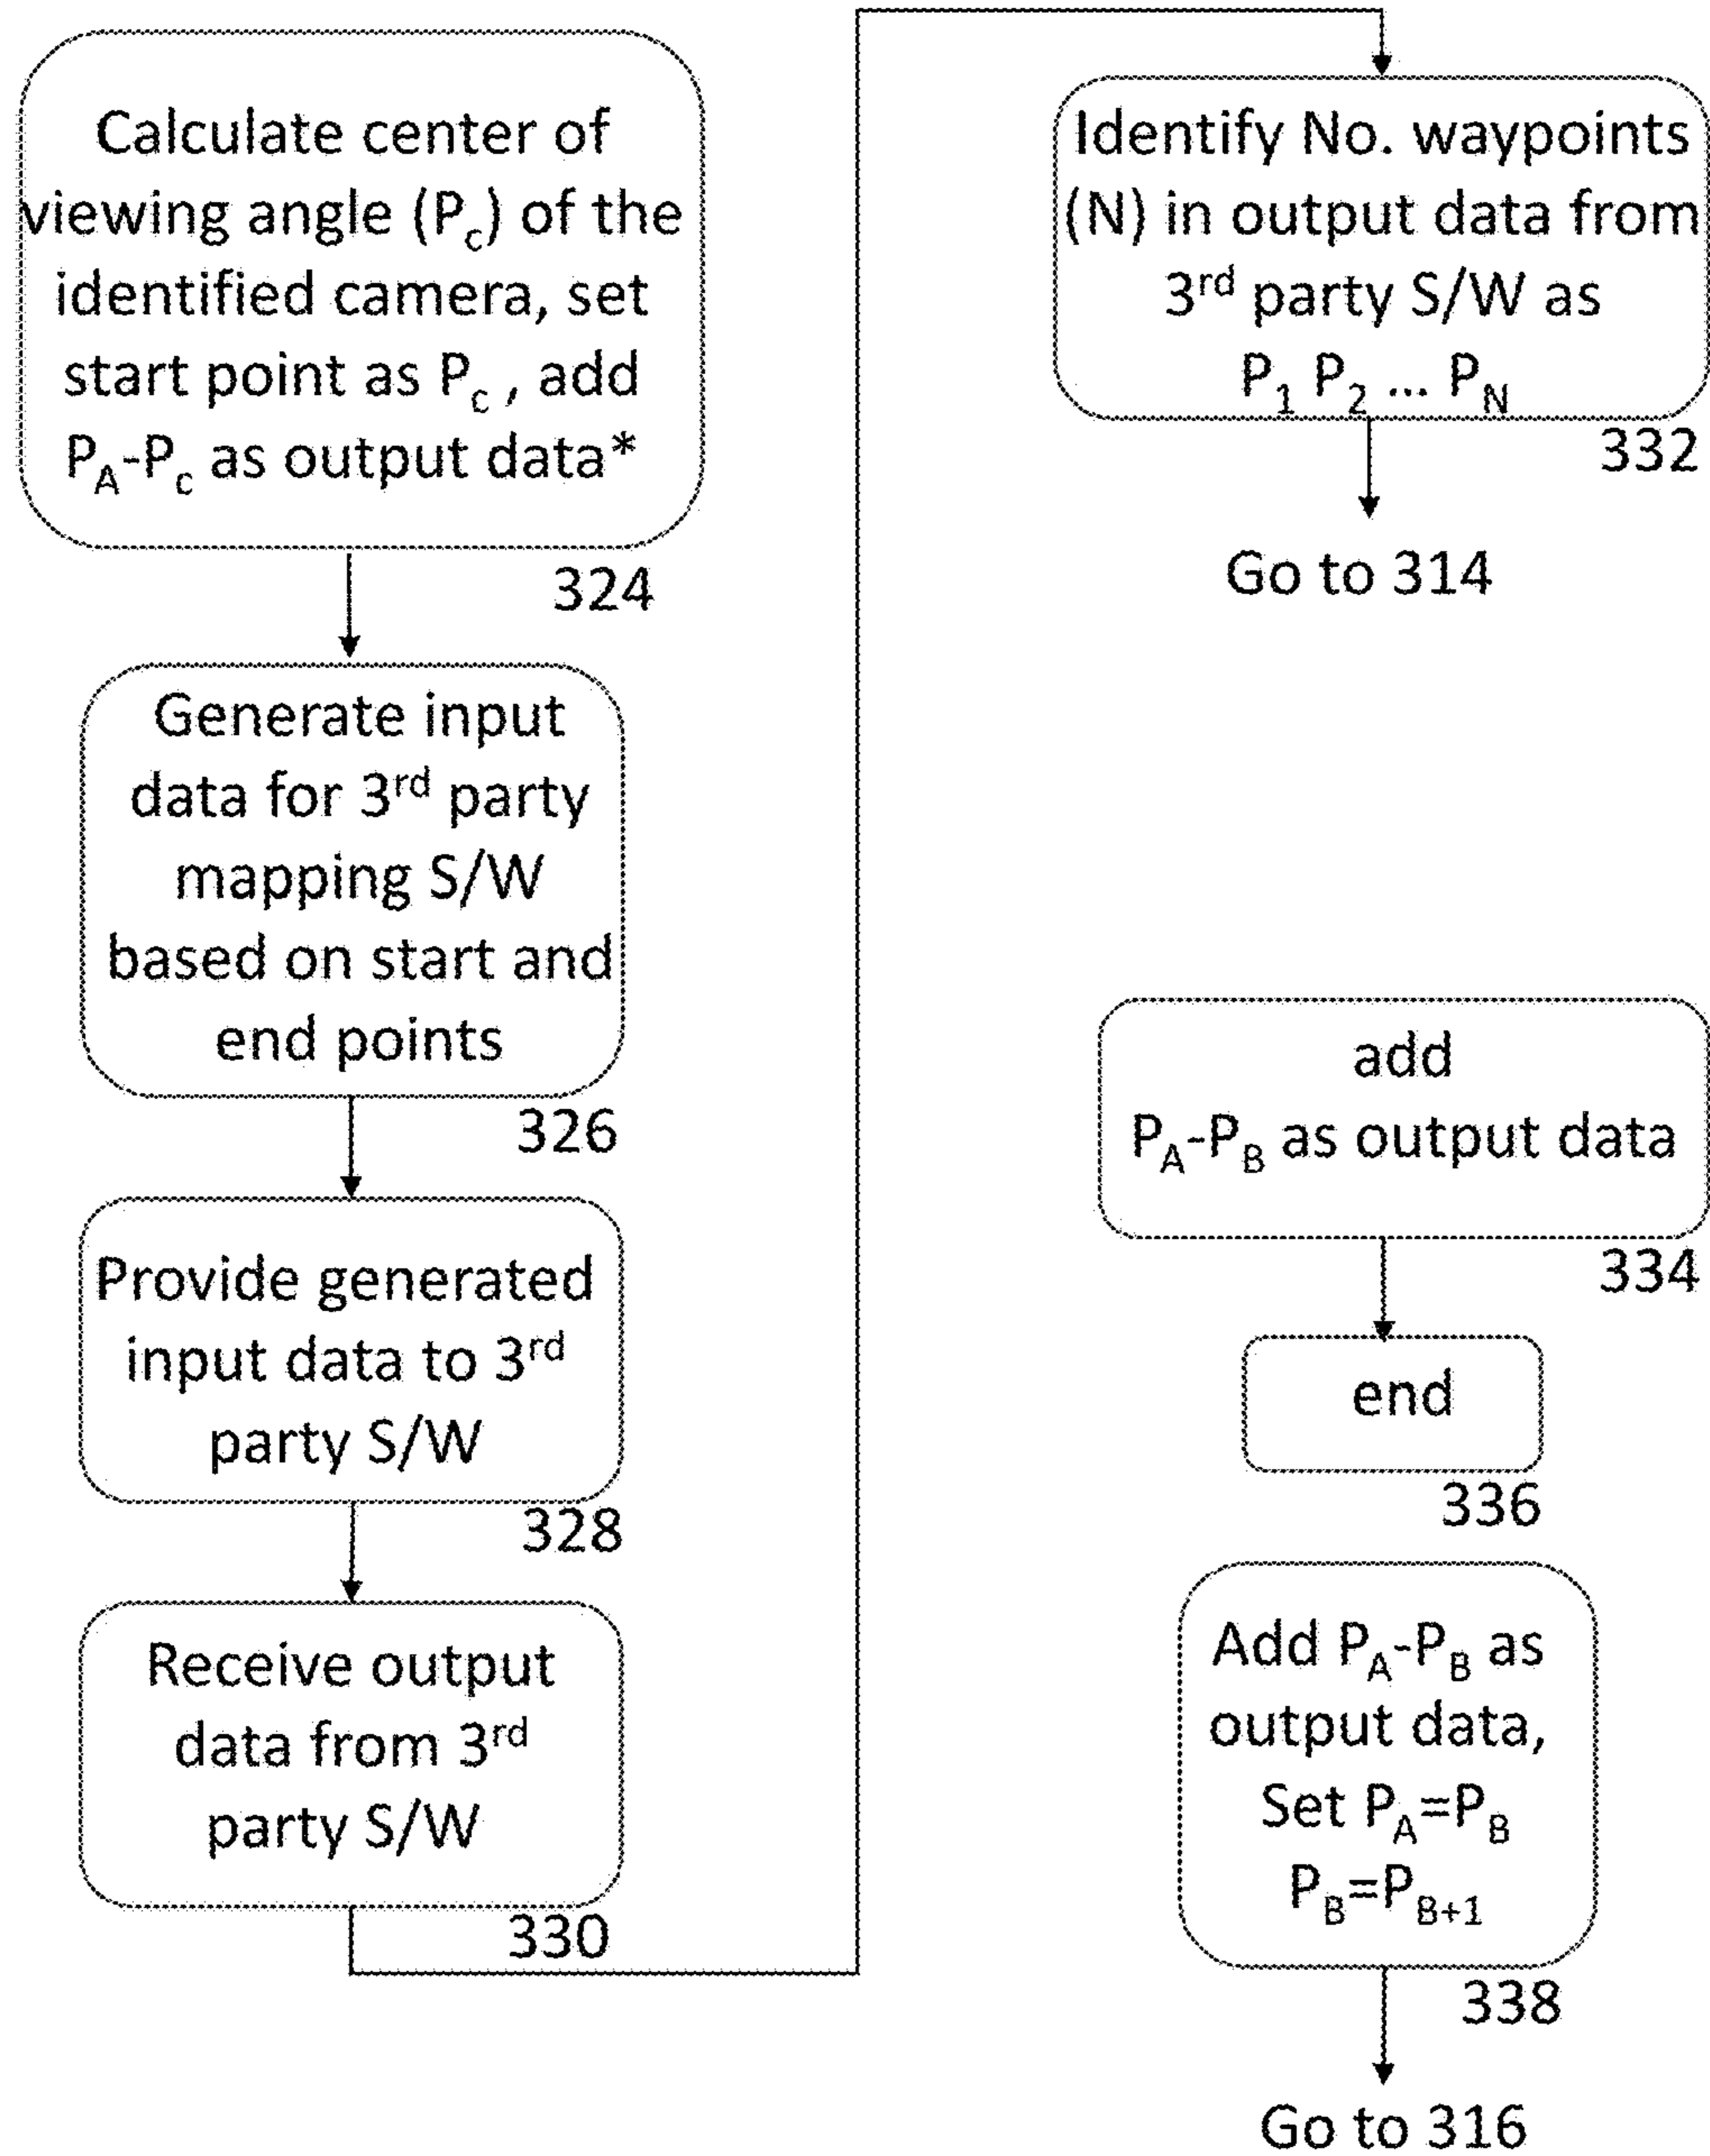 Calculate center of
viewing angle (Pc) of the
identified camera, set
start point as Pc , add
PA-Pc as output data*
324
Generate input
data for 3rd party
mapping S/W
based on start and
end points
326
Provide generated
input data to 3rd
party S/W
328
Receive output
data from 3rd
party S/W
330
Identify No. waypoints
(N) in output data from
3rd party S/W as
P1 P2 ... PN
332
Go to 314
add
PA-PB as output data
334
end
336
Add PA-PB as
output data,
Set PA=PB
PB=PB+1
338
Go to 316